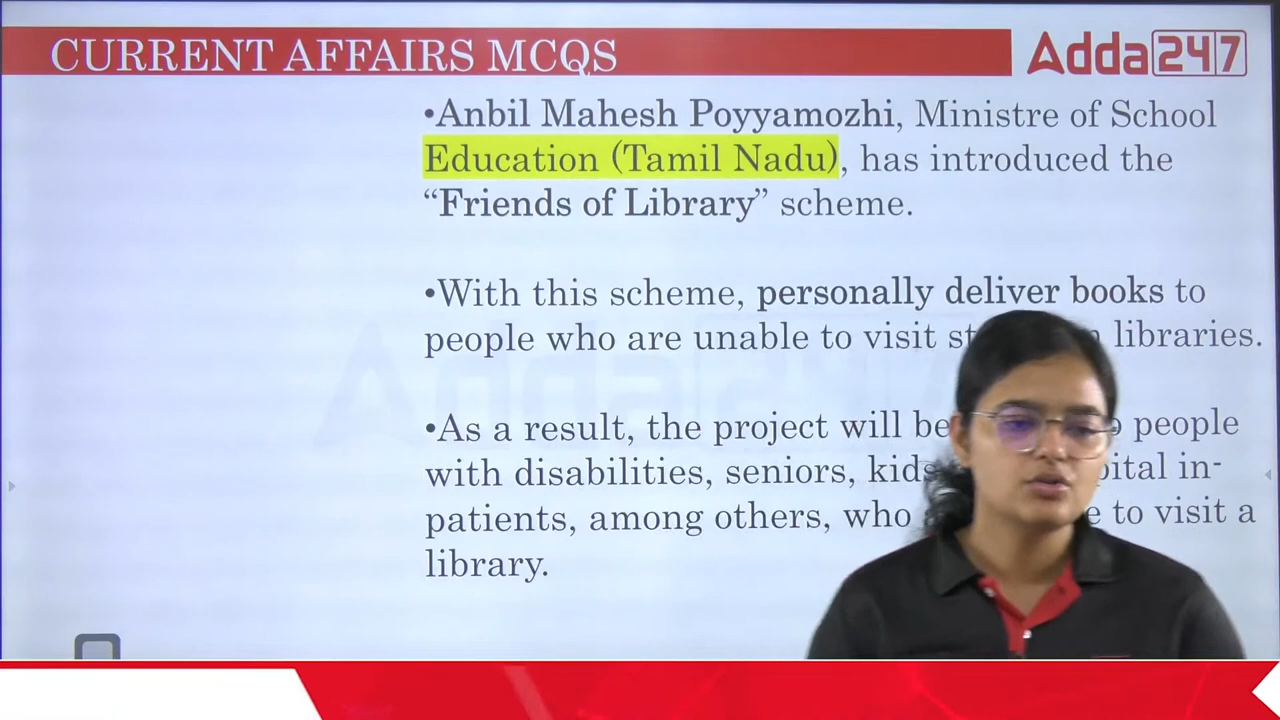 CURRENT AFFAIRS MCQS
Adda247
•Anbil Mahesh Poyyamozhi, Ministre of School
Education (Tamil Nadu), has introduced the
“Friends of Library” scheme.
•With this scheme, personally deliver books to
people who are unable to visit libraries.
•As a result, the project will be people
with disabilities, seniors, kids in-
patients, among others, who to visit a
library.